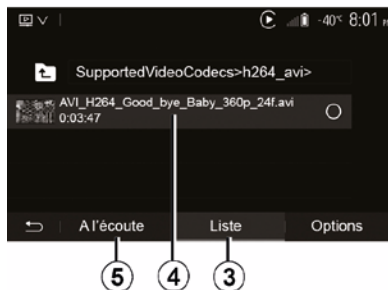 -40°C 8:01
SupportedVideoCodecs>h264_avi>
AVI_H264_Good_bye_Baby_360p_24f.avi
0:03:47
A l'écoute Liste Options
5 4 3